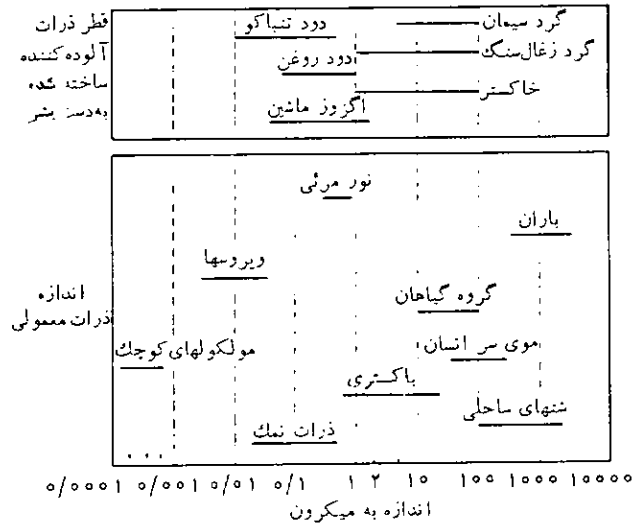 قطر ذرات
آلوده‌کننده
ساخته شده
به‌دست بشر
دود تنباکو
گرد سیمان
دود روغن
گرد زغال‌سنگ
خاکستر
اگزوز ماشین
اندازه
ذرات معمولی
نور مرئی
باران
ویروسها
گروه گیاهان
مولکولهای کوچک
موی سر انسان
باکتری
شنهای ساحلی
ذرات نمک
۰/۰۰۰۱ ۰/۰۰۱ ۰/۰۱ ۰/۱ ۱ ۲ ۱۰ ۱۰۰ ۱۰۰۰ ۱۰۰۰۰
اندازه به میکرون